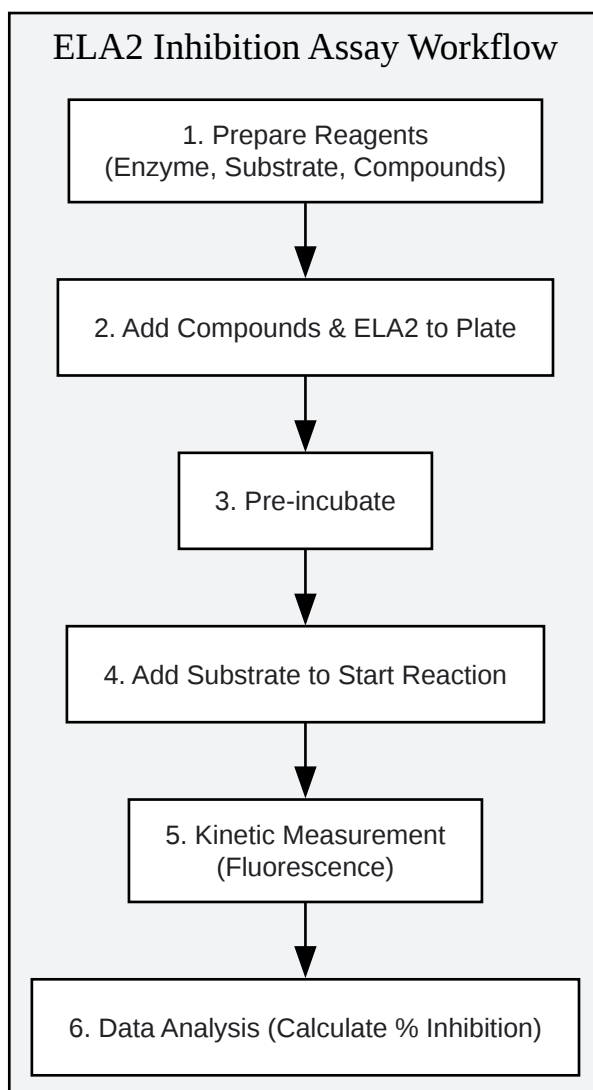 ELA2 Inhibition Assay Workflow
1. Prepare Reagents
(Enzyme, Substrate, Compounds)
2. Add Compounds & ELA2 to Plate
3. Pre-incubate
4. Add Substrate to Start Reaction
5. Kinetic Measurement
(Fluorescence)
6. Data Analysis (Calculate % Inhibition)